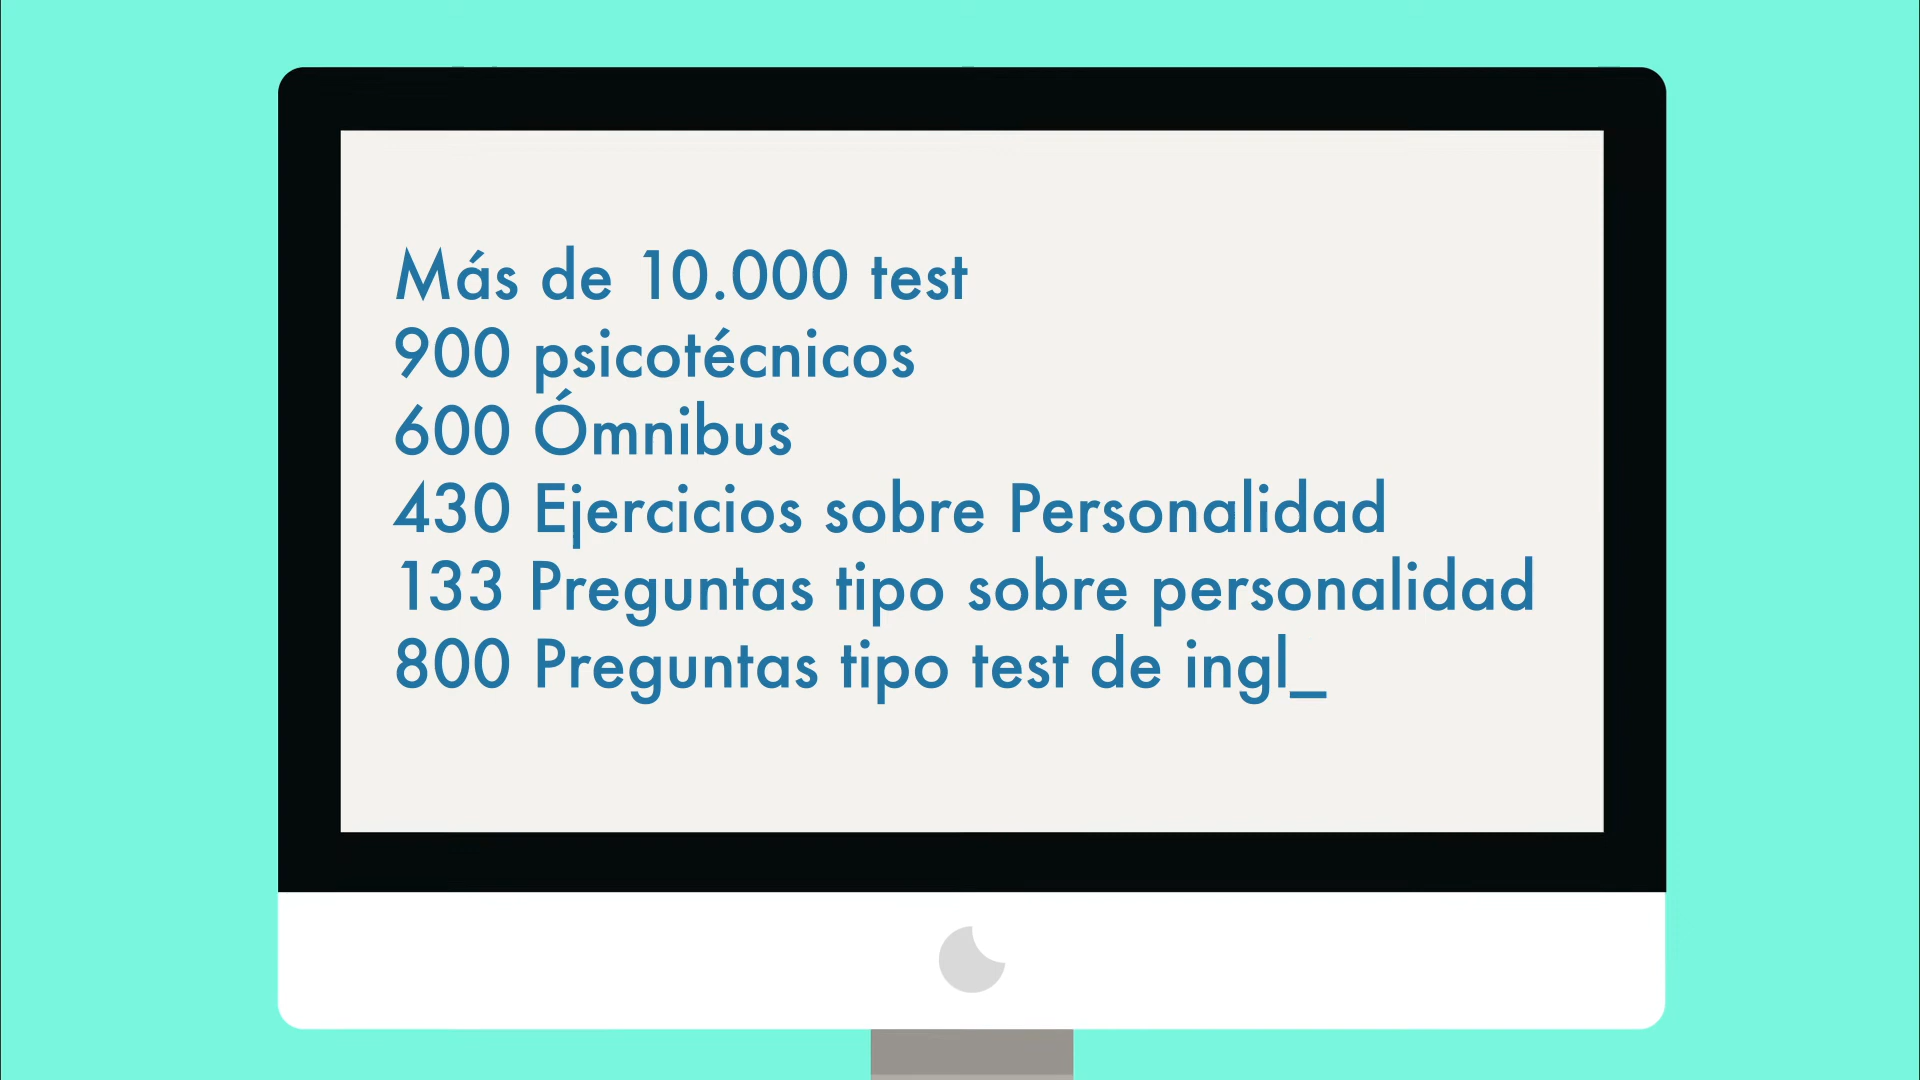 Más de 10.000 test
900 psicotécnicos
600 Ómnibus
430 Ejercicios sobre Personalidad
133 Preguntas tipo sobre personalidad
800 Preguntas tipo test de ingl_